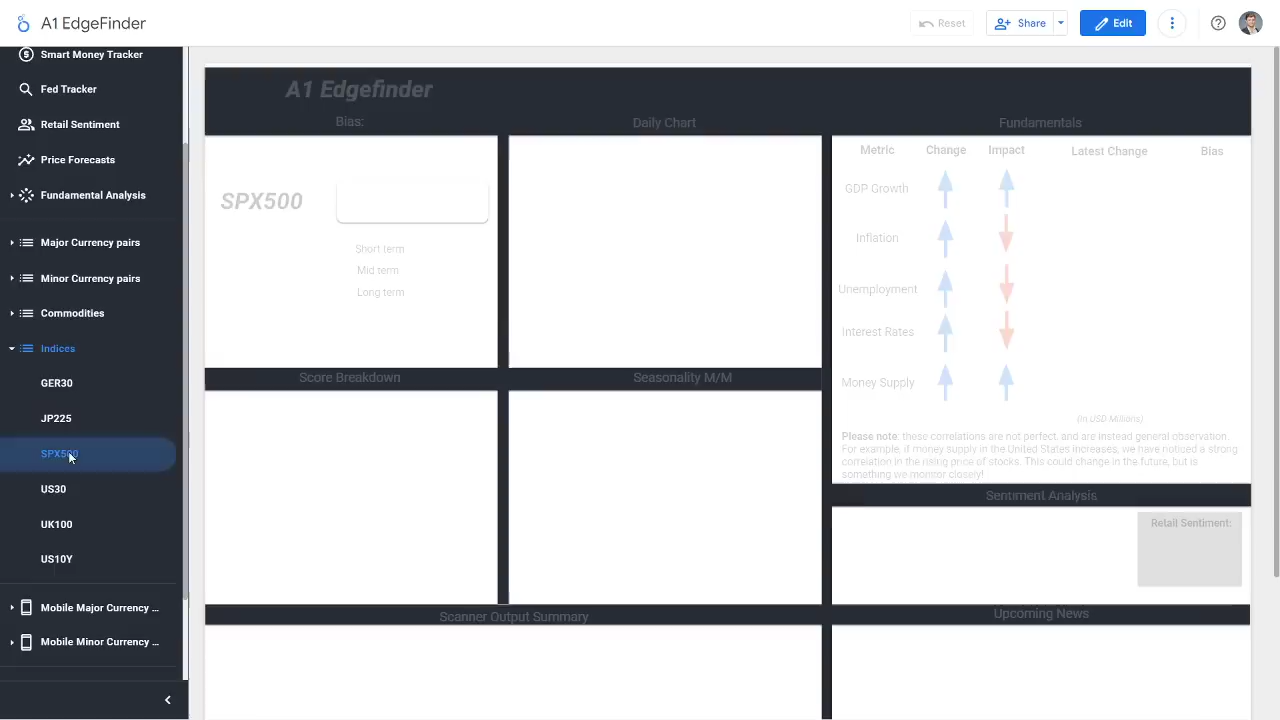 A1 EdgeFinder
Reset
Share
Edit
Smart Money Tracker
Fed Tracker
Retail Sentiment
Price Forecasts
Fundamental Analysis
Major Currency pairs
Minor Currency pairs
Commodities
Indices
GER30
JP225
SPX500
US30
UK100
US10Y
Mobile Major Currency ...
Mobile Minor Currency ...
A1 Edgefinder
Bias:
SPX500
Short term
Mid term
Long term
Daily Chart
Fundamentals
Metric Change Impact Latest Change Bias
GDP Growth
Inflation
Unemployment
Interest Rates
Money Supply
(In USD Millions)
Please note: these correlations are not perfect, and are instead general observation.
For example, if money supply in the United States increases, we have noticed a strong
correlation in the rising price of stocks. This could change in the future, but is
something we monitor closely!
Score Breakdown
Seasonality M/M
Sentiment Analysis
Retail Sentiment:
Scanner Output Summary
Upcoming News